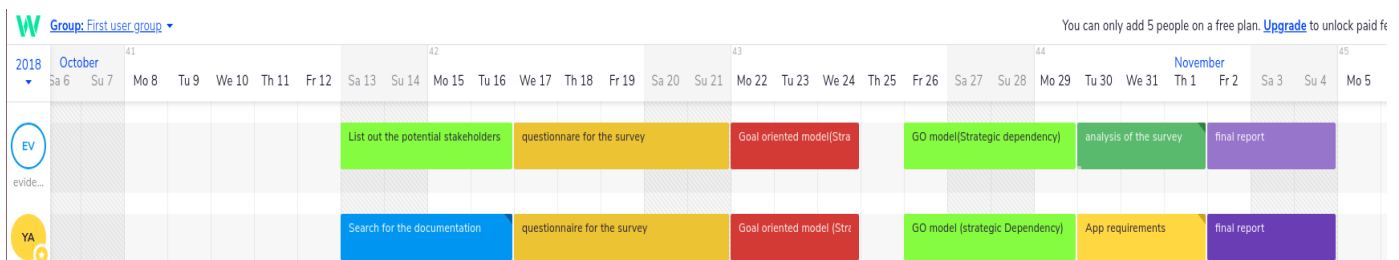 W Group: First user group
You can only add 5 people on a free plan. Upgrade to unlock paid fe
41 42 43 44 45
2018 October November
Sa 6 Su 7 Mo 8 Tu 9 We 10 Th 11 Fr 12 Sa 13 Su 14 Mo 15 Tu 16 We 17 Th 18 Fr 19 Sa 20 Su 21 Mo 22 Tu 23 We 24 Th 25 Fr 26 Sa 27 Su 28 Mo 29 Tu 30 We 31 Th 1 Fr 2 Sa 3 Su 4 Mo 5
EV List out the potential stakeholders questionnare for the survey Goal oriented model(Stra GO model(Strategic dependency) analysis of the survey final report
evide...
YA Search for the documentation questionnaire for the survey Goal oriented model (Stra GO model (strategic Dependency) App requirements final report